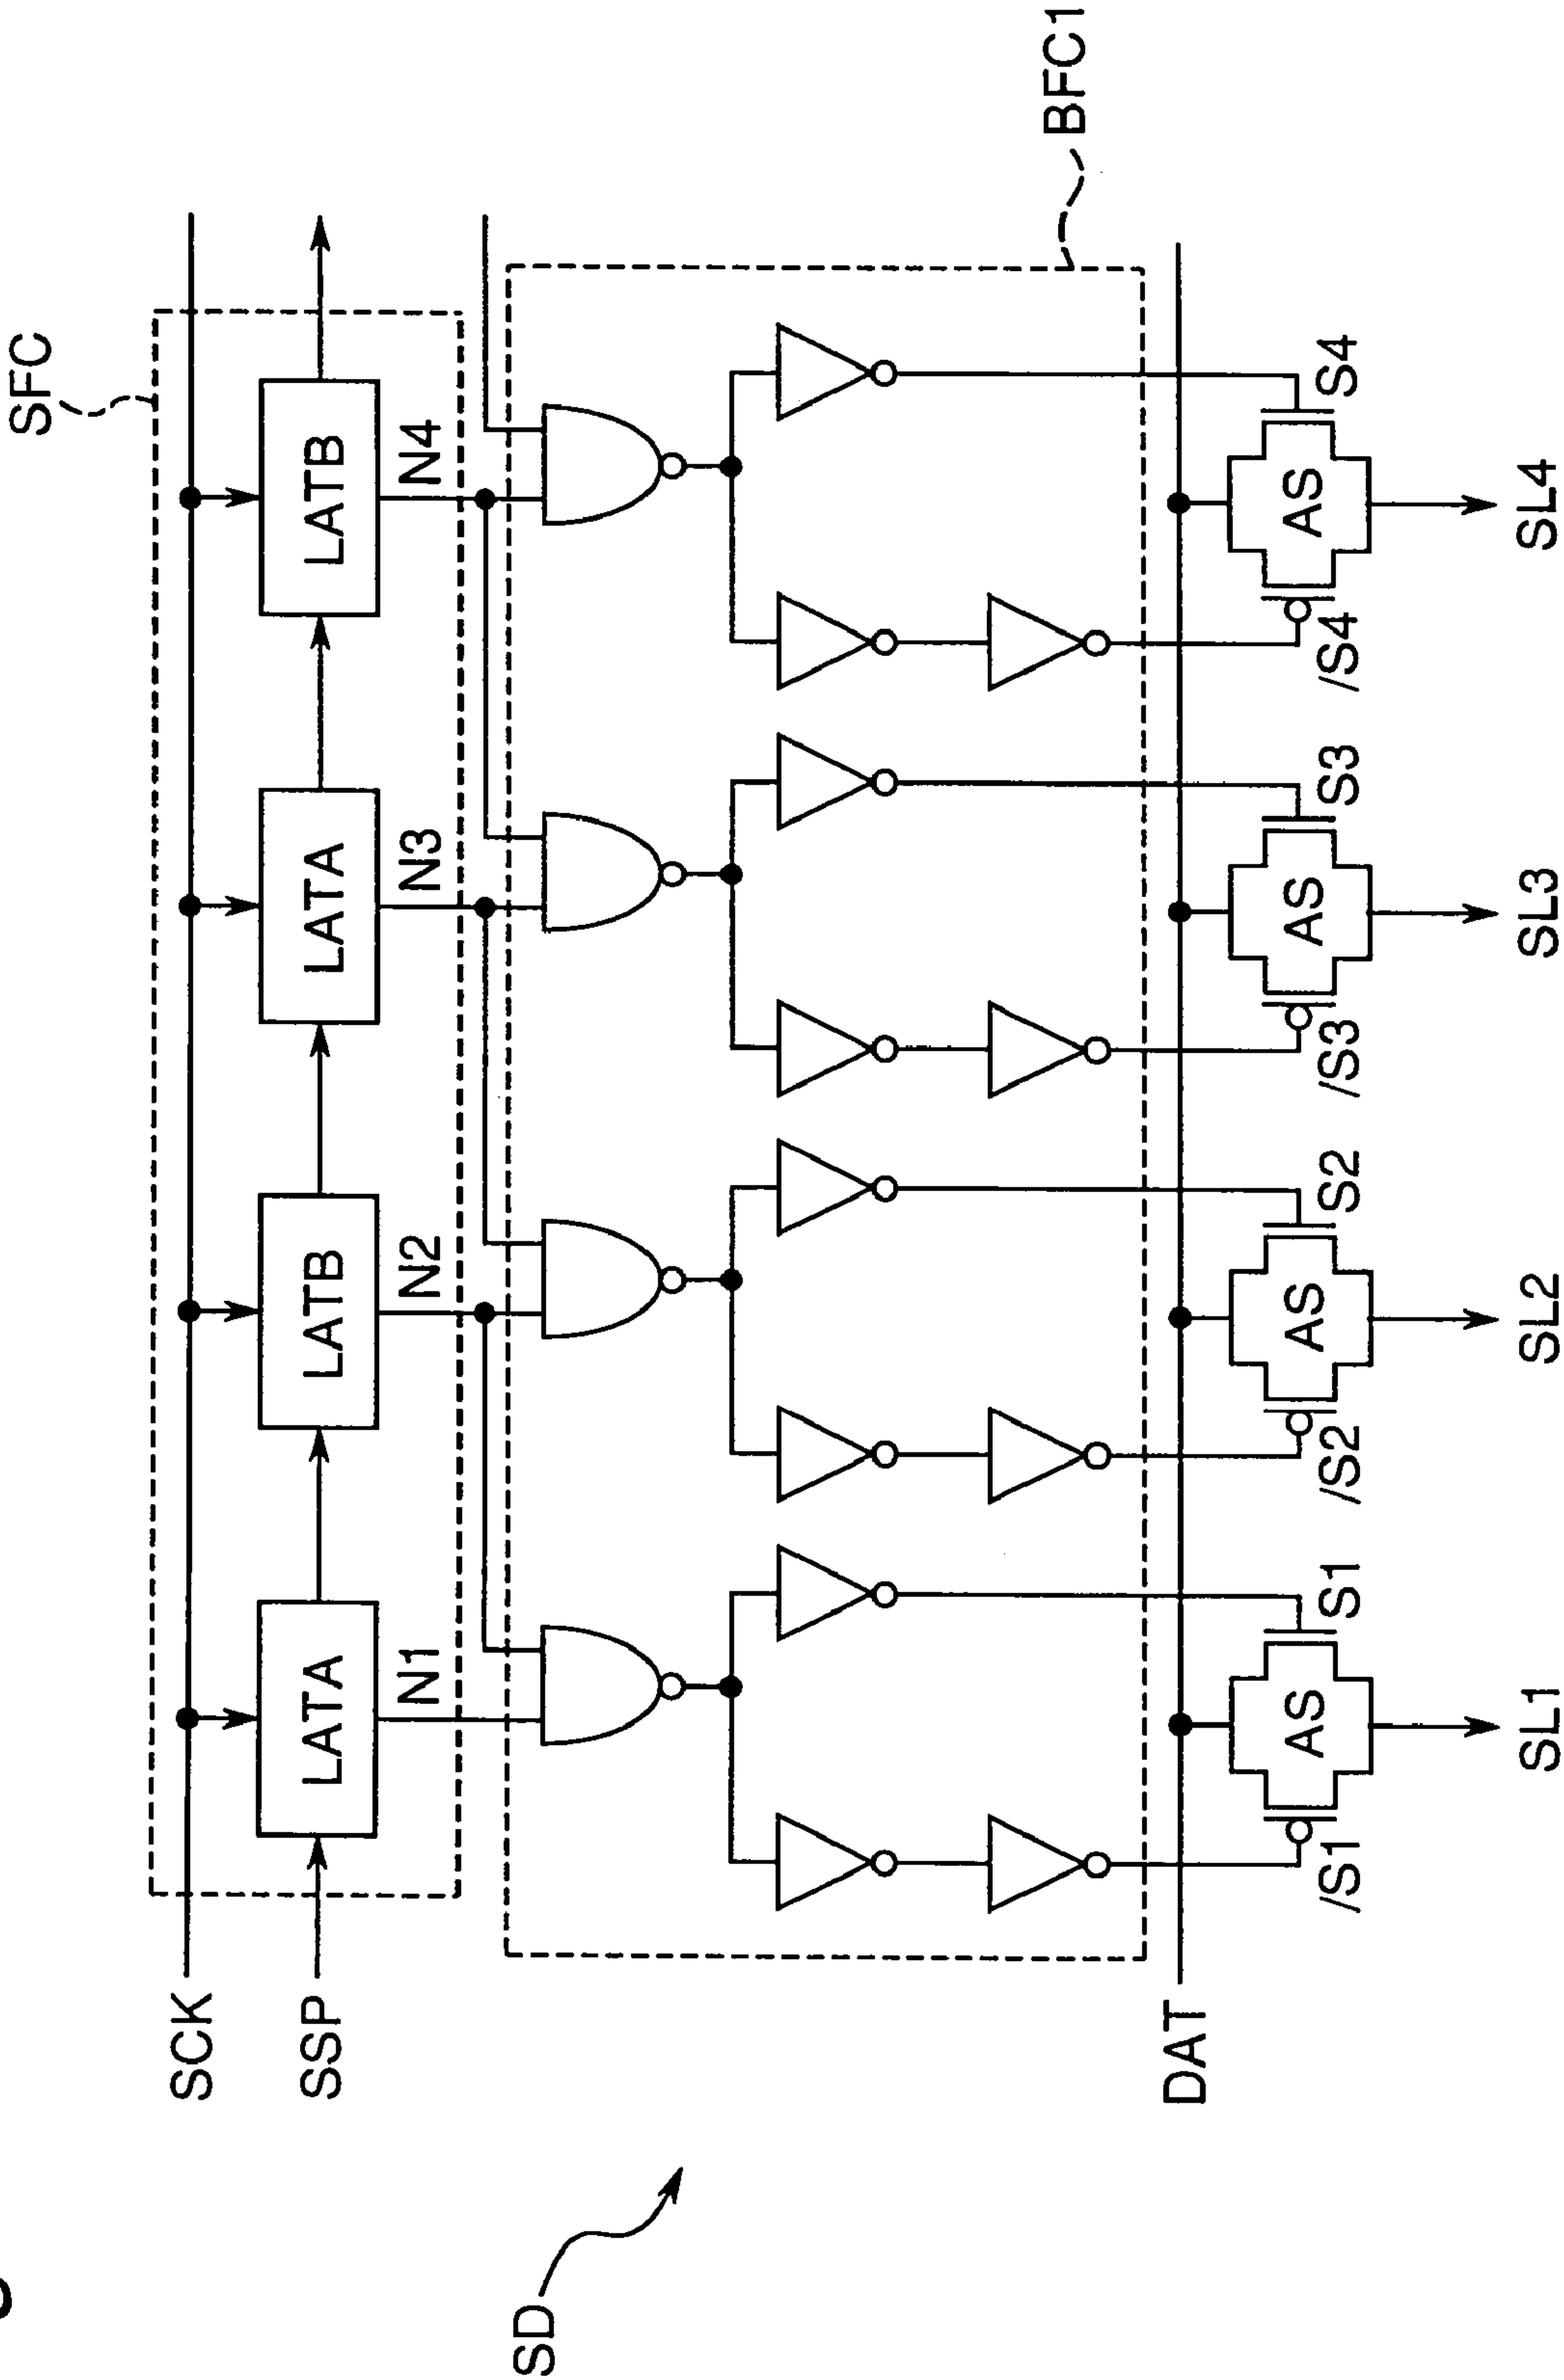 SFC
SCK
SSP
LATA
LATB
LATA
LATB
N1
N2
N3
N4
BFC1
SD
DAT
AS
AS
AS
AS
/S1
S1
/S2
S2
/S3
S3
/S4
S4
SL1
SL2
SL3
SL4